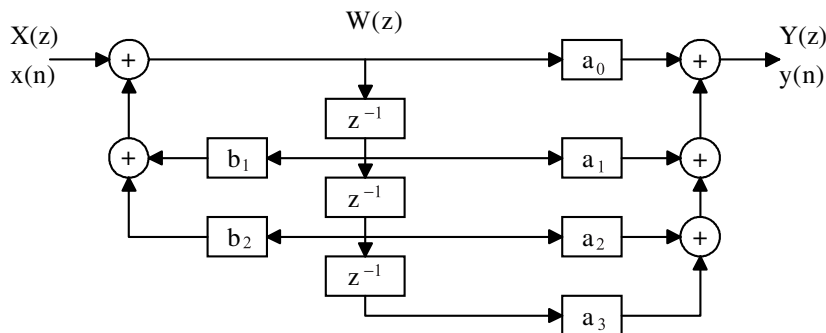 W(z)
X(z)
x(n)
+
a₀
+
Y(z)
y(n)
z⁻¹
+
b₁
a₁
+
z⁻¹
b₂
a₂
+
z⁻¹
a₃